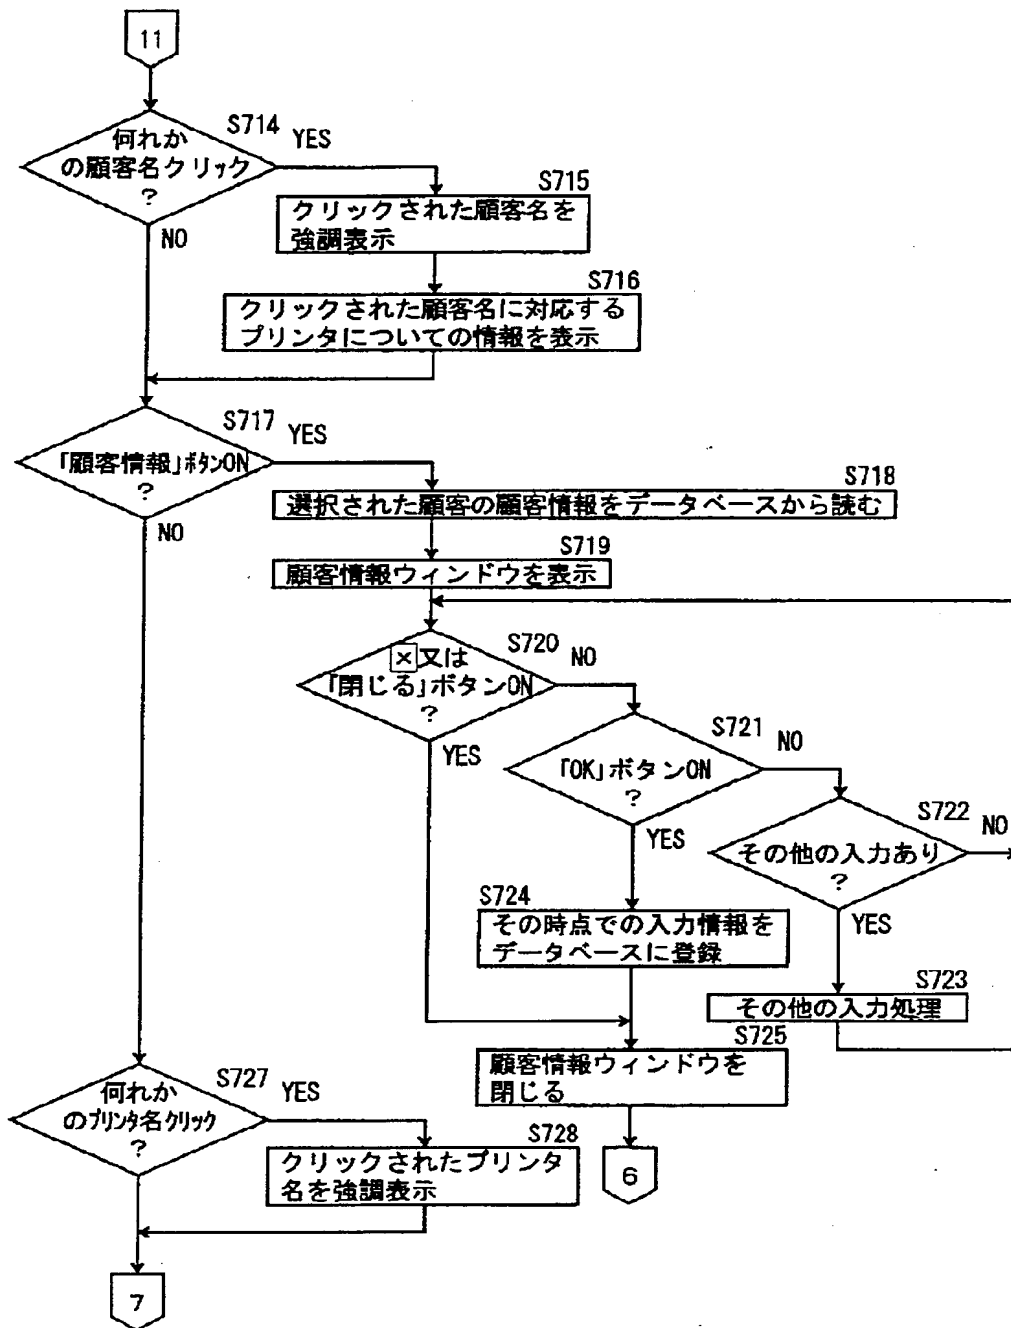 11
S714
YES
何れか
の顧客名クリック
?
NO
S715
クリックされた顧客名を
強調表示
S716
クリックされた顧客名に対応する
プリンタについての情報を表示
S717
YES
「顧客情報」ボタンON
?
NO
S718
選択された顧客の顧客情報をデータベースから読む
S719
顧客情報ウィンドウを表示
S720
NO
×又は
「閉じる」ボタンON
?
YES
S721
NO
「OK」ボタンON
?
YES
S722
NO
その他の入力あり
?
YES
S724
その時点での入力情報を
データベースに登録
S723
その他の入力処理
S725
顧客情報ウィンドウを
閉じる
6
S727
YES
何れか
のプリンタ名クリック
?
S728
クリックされたプリンタ
名を強調表示
7